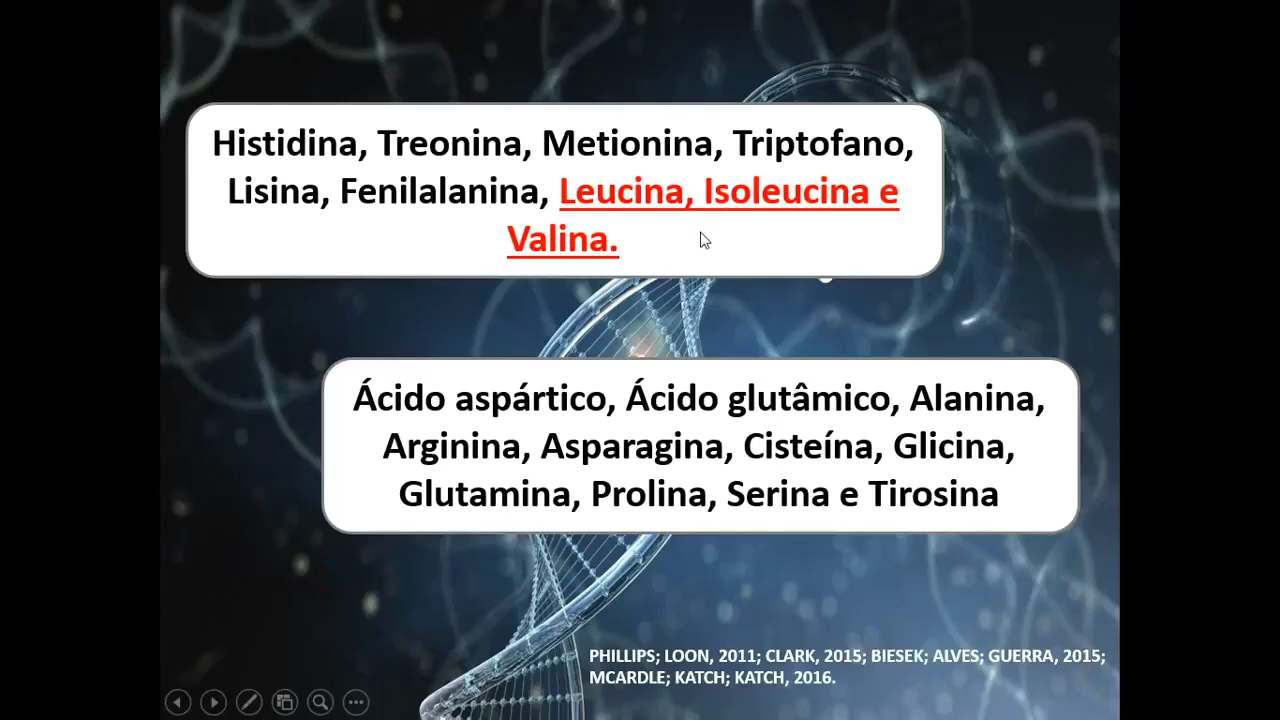 Histidina, Treonina, Metionina, Triptofano,
Lisina, Fenilalanina, Leucina, Isoleucina e
Valina.
Ácido aspártico, Ácido glutâmico, Alanina,
Arginina, Asparagina, Cisteína, Glicina,
Glutamina, Prolina, Serina e Tirosina
PHILLIPS; LOON, 2011; CLARK, 2015; BIESEK; ALVES; GUERRA, 2015;
MCARDLE; KATCH; KATCH, 2016.